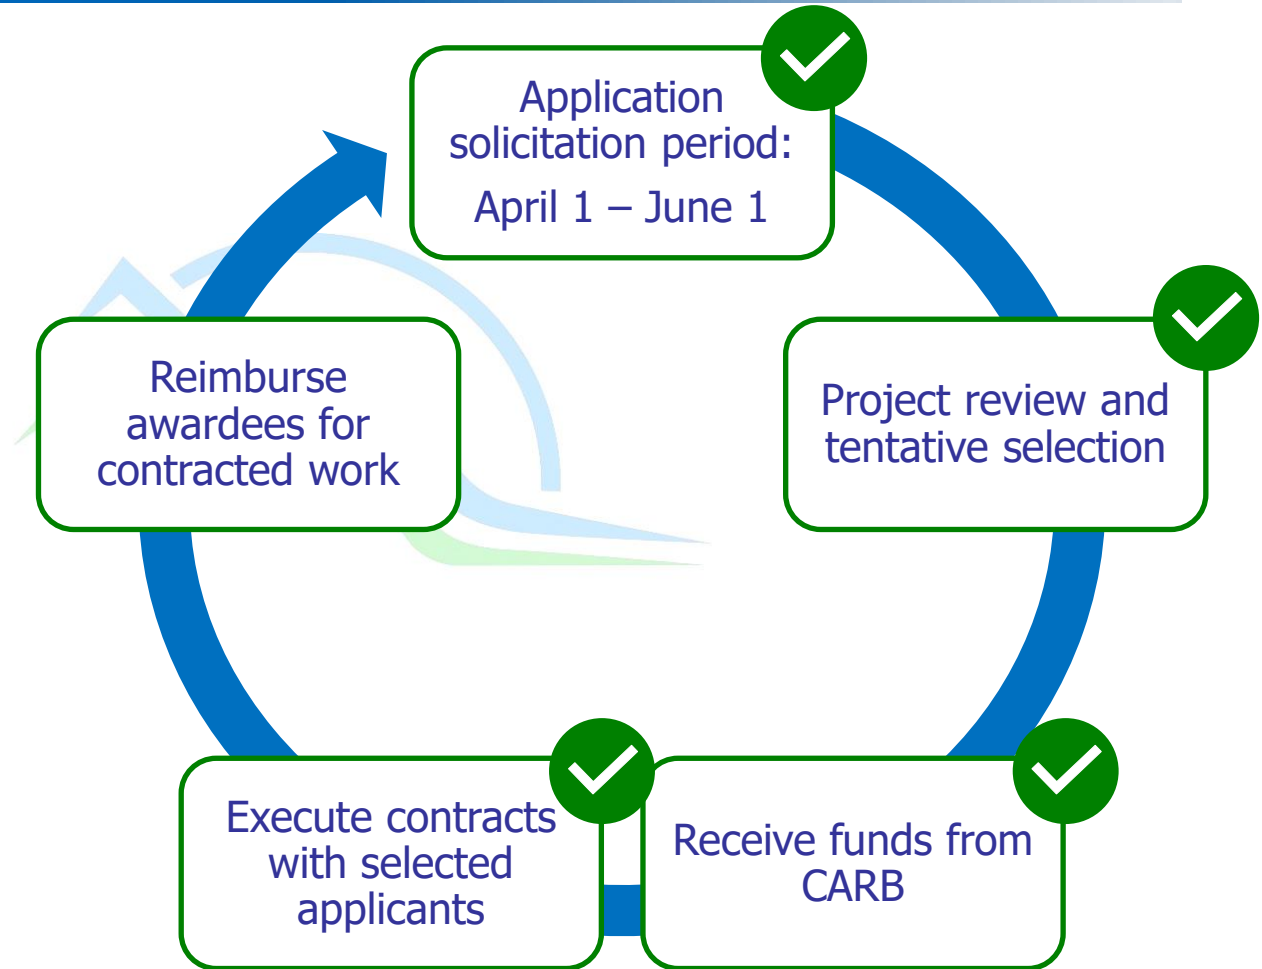 Application
solicitation period:
April 1 – June 1
Project review and
tentative selection
Receive funds from
CARB
Execute contracts
with selected
applicants
Reimburse
awardees for
contracted work